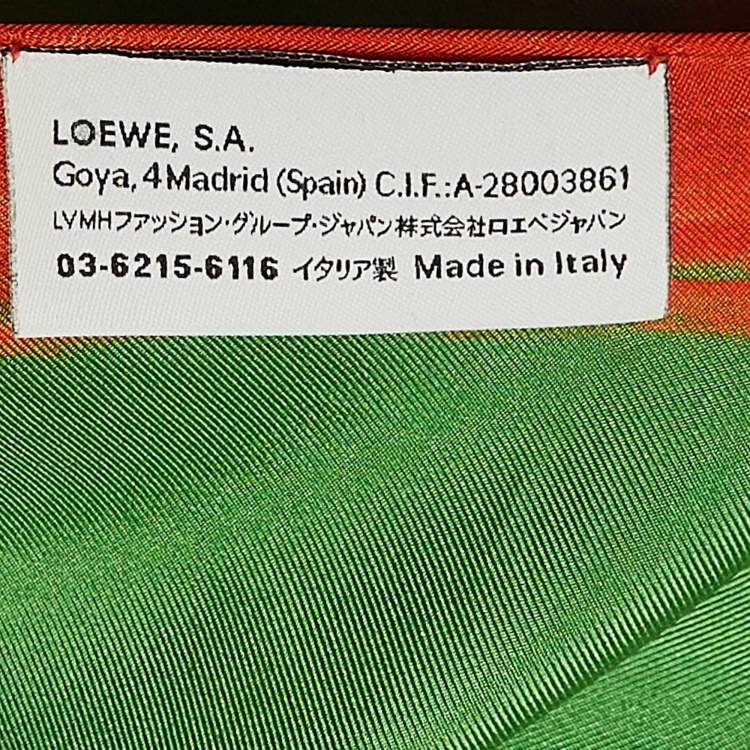 LOEWE, S.A.
Goya, 4 Madrid (Spain) C.I.F.:A-28003861
LVMHファッション・グループ・ジャパン株式会社ロエベジャパン
03-6215-6116 イタリア製 Made in Italy